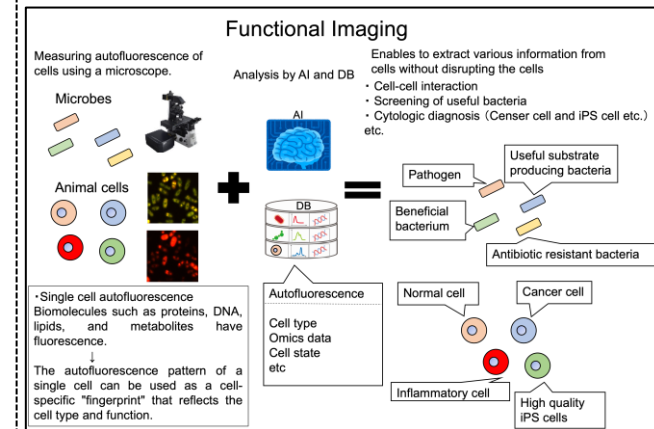 Functional Imaging
Measuring autofluorescence of
cells using a microscope.
Microbes
Animal cells
Analysis by AI and DB
AI
DB
Enables to extract various information from
cells without disrupting the cells
・Cell-cell interaction
・Screening of useful bacteria
・Cytologic diagnosis（Censer cell and iPS cell etc.）
etc.
Pathogen
Useful substrate
producing bacteria
Beneficial
bacterium
Antibiotic resistant bacteria
・Single cell autofluorescence
Biomolecules such as proteins, DNA,
lipids, and metabolites have
fluorescence.
↓
The autofluorescence pattern of a
single cell can be used as a cell-
specific "fingerprint" that reflects the
cell type and function.
Autofluorescence
Cell type
Omics data
Cell state
etc
Normal cell
Cancer cell
Inflammatory cell
High quality
iPS cells